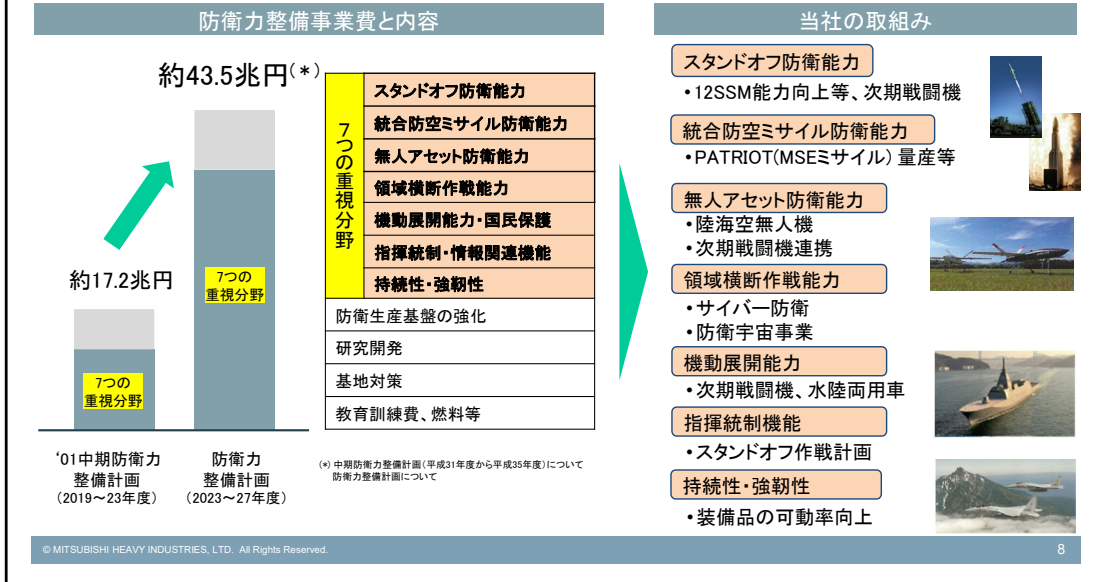 防衛力整備事業費と内容
約43.5兆円(*)
約17.2兆円
7つの
重視分野
7つの
重視分野
‘01中期防衛力
整備計画
(2019~23年度)
防衛力
整備計画
(2023~27年度)
7つの重視分野
スタンドオフ防衛能力
統合防空ミサイル防衛能力
無人アセット防衛能力
領域横断作戦能力
機動展開能力・国民保護
指揮統制・情報関連機能
持続性・強靭性
防衛生産基盤の強化
研究開発
基地対策
教育訓練費、燃料等
(*) 中期防衛力整備計画(平成31年度から平成35年度)について
防衛力整備計画について
当社の取組み
スタンドオフ防衛能力
・12SSM能力向上等、次期戦闘機
統合防空ミサイル防衛能力
・PATRIOT(MSEミサイル) 量産等
無人アセット防衛能力
・陸海空無人機
・次期戦闘機連携
領域横断作戦能力
・サイバー防衛
・防衛宇宙事業
機動展開能力
・次期戦闘機、水陸両用車
指揮統制機能
・スタンドオフ作戦計画
持続性・強靭性
・装備品の可動率向上
© MITSUBISHI HEAVY INDUSTRIES, LTD. All Rights Reserved.
8